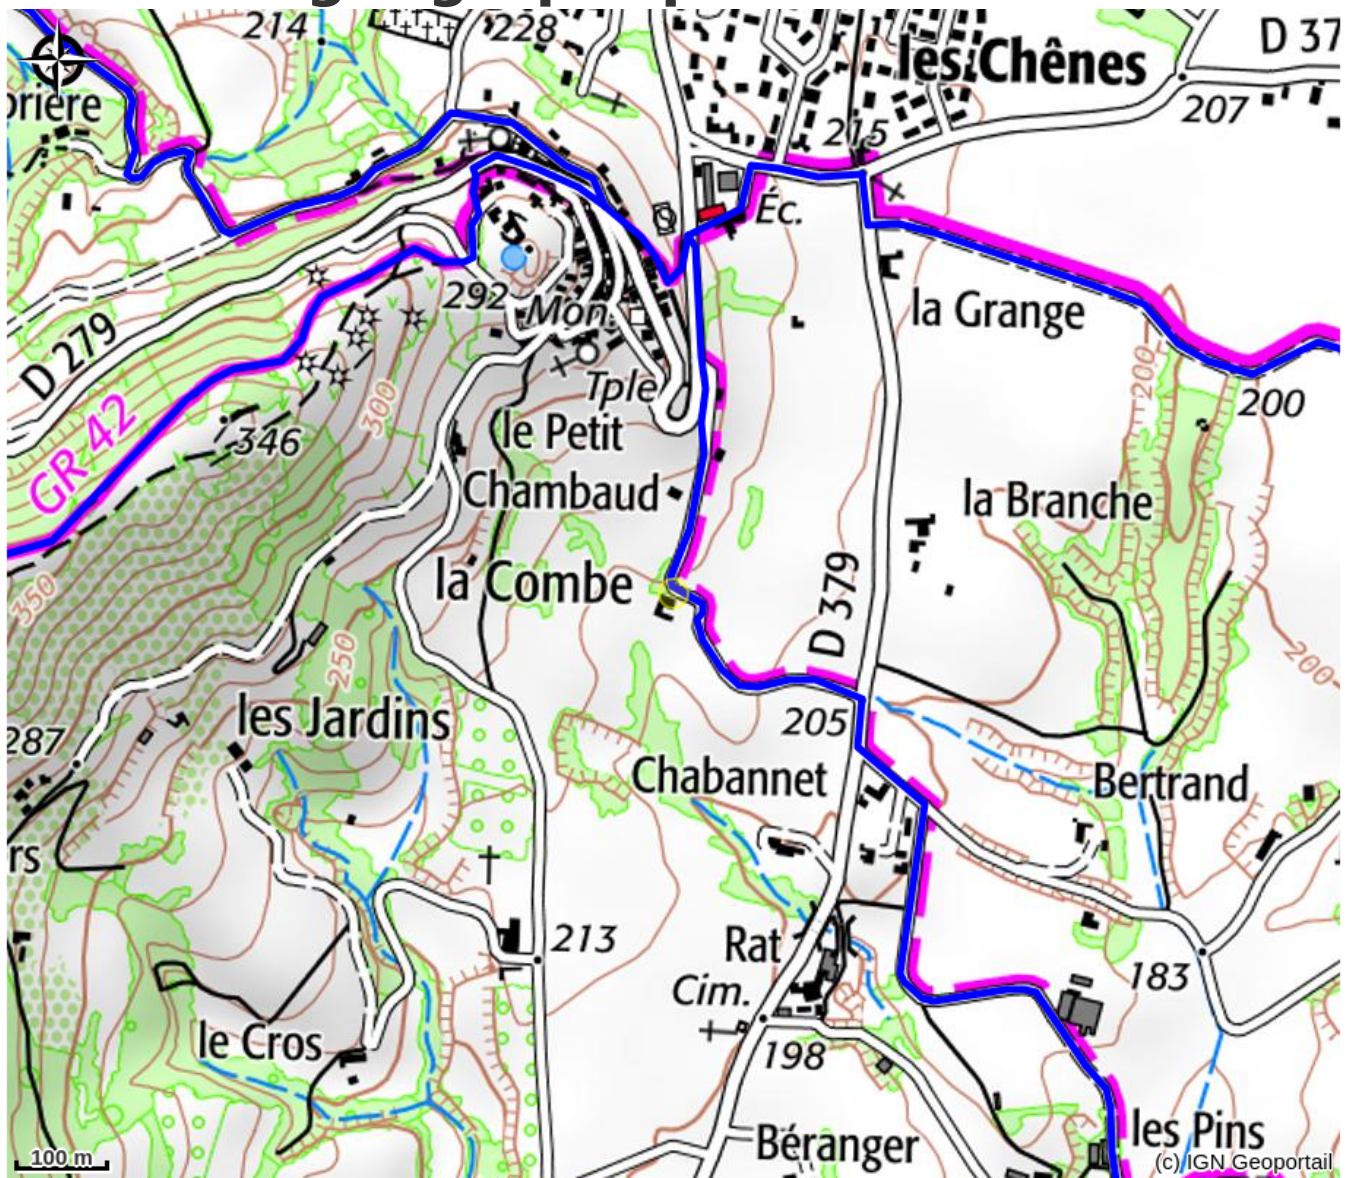 214
228
les Chênes
D 37
brière
215
207
Éc.
292
Mon.
la Grange
D 279
Tple
300
200
200
GR 42
346
le Petit
Chambaud
la Branche
350
la Combe
D 379
250
200
les Jardins
205
287
Chabannet
Bertrand
rs
213
Rat
183
Cim.
le Cros
198
Béranger
les Pins
100 m
(c) IGN Geoportail